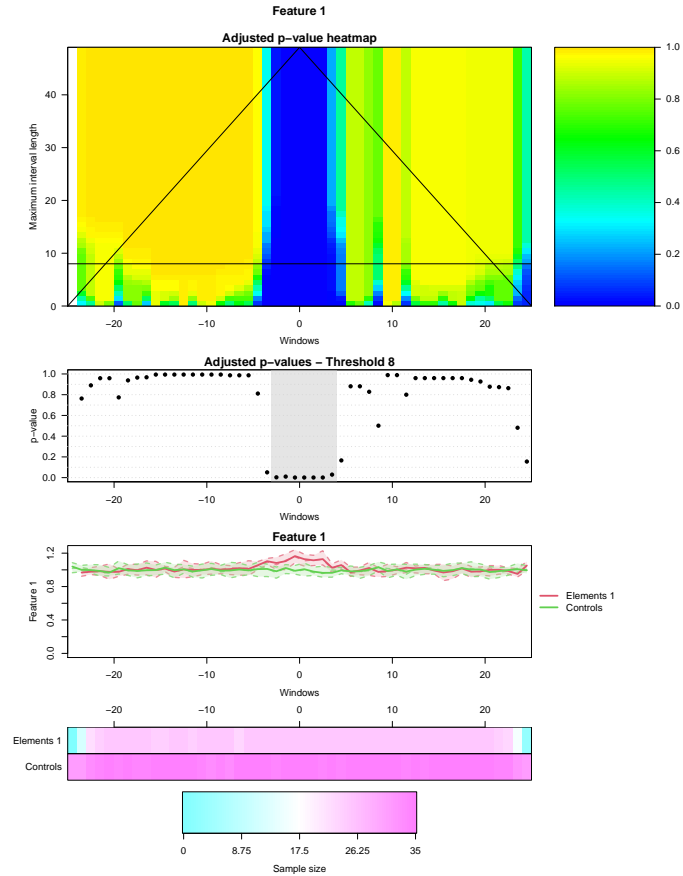 Feature 1
Adjusted p−value heatmap
Maximum interval length
40
30
20
10
0
−20 −10 0 10 20
Windows
1.0
0.8
0.6
0.4
0.2
0.0
Adjusted p−values − Threshold 8
p−value
1.0
0.8
0.6
0.4
0.2
0.0
−20 −10 0 10 20
Windows
Feature 1
Feature 1
1.2
0.8
0.4
0.0
−20 −10 0 10 20
Windows
Elements 1
Controls
−20 −10 0 10 20
Elements 1
Controls
0 8.75 17.5 26.25 35
Sample size